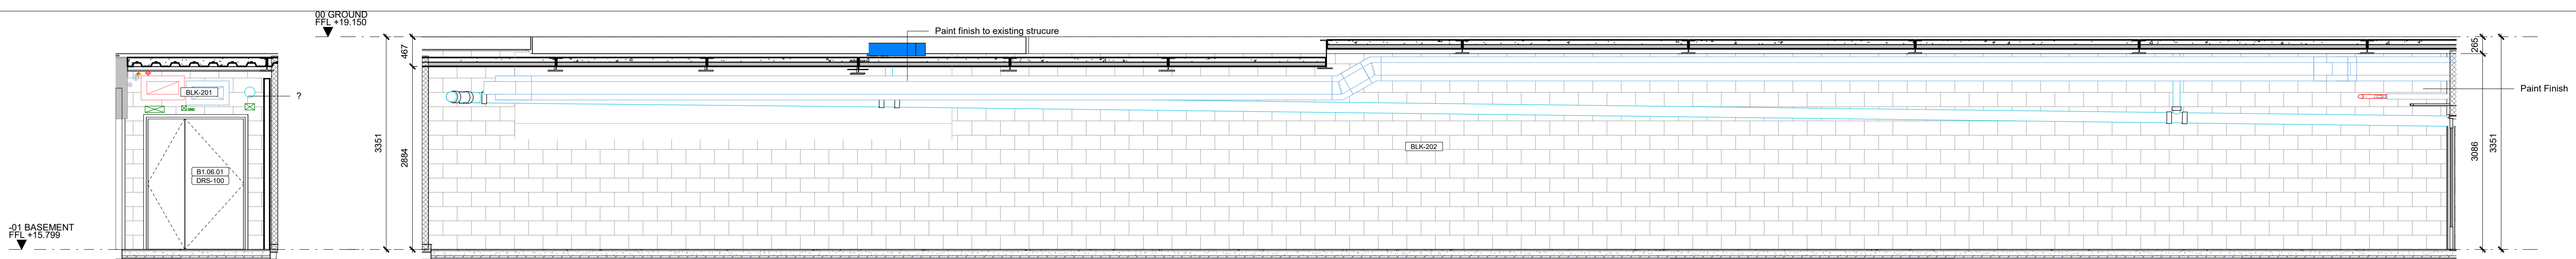 00 GROUND
FFL +19.150
Paint finish to existing strucure
467
265
BLK-201
?
Paint Finish
3351
2884
BLK-202
3086
3351
B1.06.01
DRS-100
-01 BASEMENT
FFL +15.799